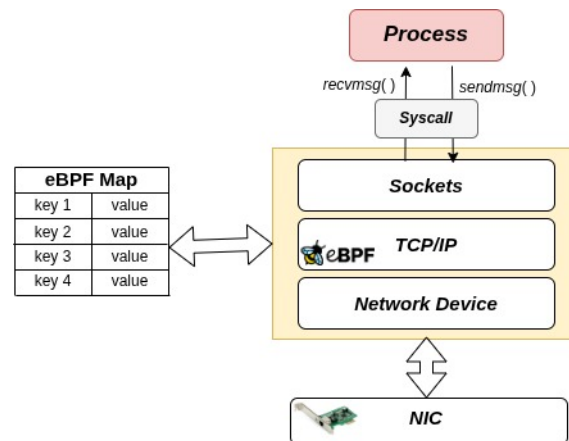 Process
recvmsg( )
sendmsg( )
Syscall
eBPF Map
key 1 value
key 2 value
key 3 value
key 4 value
Sockets
eBPF TCP/IP
Network Device
NIC